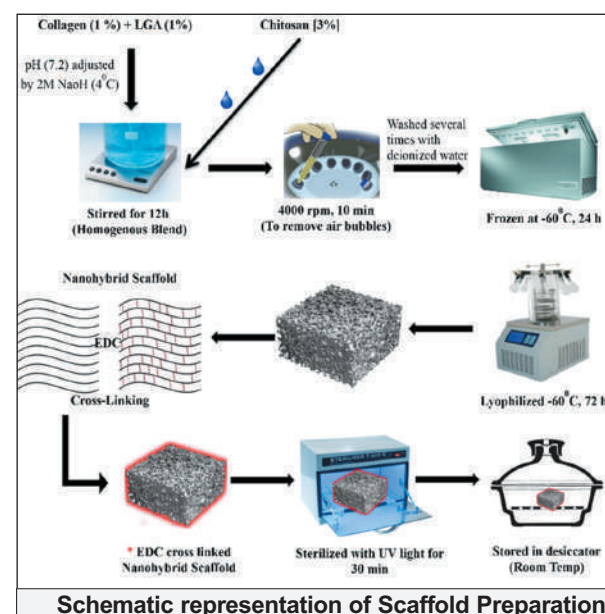 Collagen (1 %) + LGA (1%)
Chitosan [3%]
pH (7.2) adjusted
by 2M NaoH (4⁰C)
Washed several
times with
deionized water
Stirred for 12h
(Homogenous Blend)
4000 rpm, 10 min
(To remove air bubbles)
Frozen at -60⁰C, 24 h
Nanohybrid Scaffold
EDC
Cross-Linking
Lyophilized -60⁰C, 72 h
* EDC cross linked
Nanohybrid Scaffold
Sterilized with UV light for
30 min
Stored in desiccator
(Room Temp)
Schematic representation of Scaffold Preparation